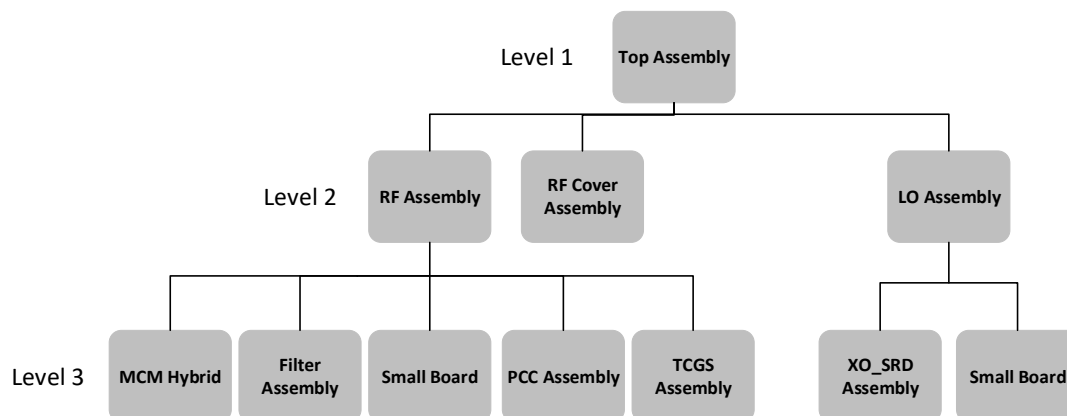 Level 1
Top Assembly
Level 2
RF Assembly
RF Cover
Assembly
LO Assembly
Level 3
MCM Hybrid
Filter
Assembly
Small Board
PCC Assembly
TCGS
Assembly
XO_SRD
Assembly
Small Board